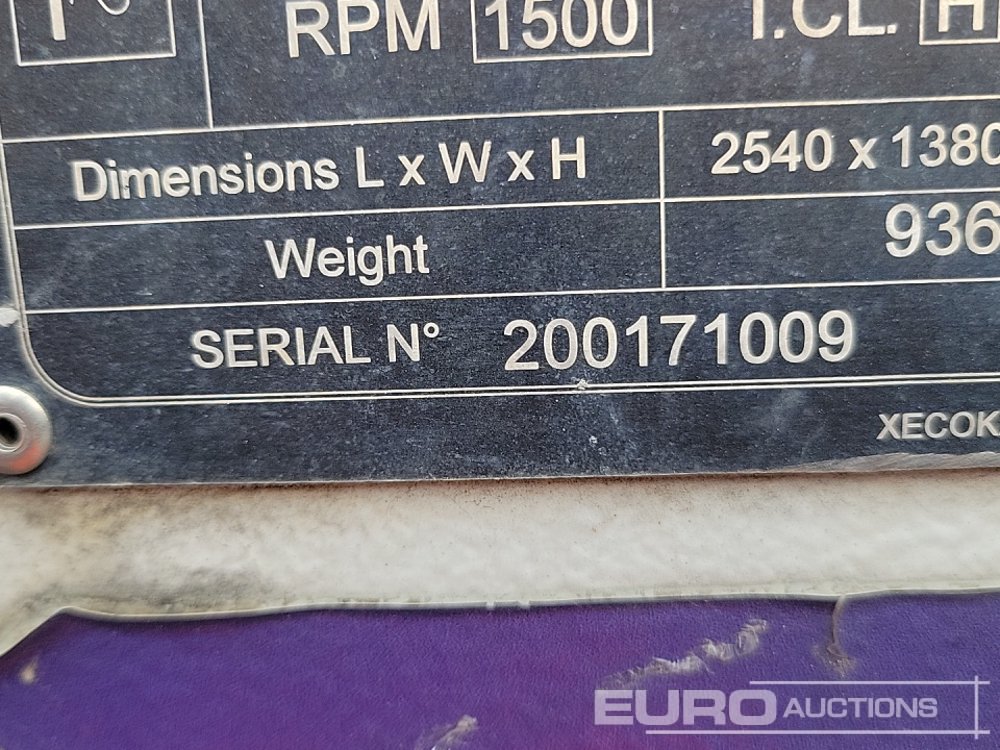 RPM 1500 I.CL. H
Dimensions L x W x H 2540 x 1380
Weight 936
SERIAL N° 200171009
XECOK
EURO AUCTIONS